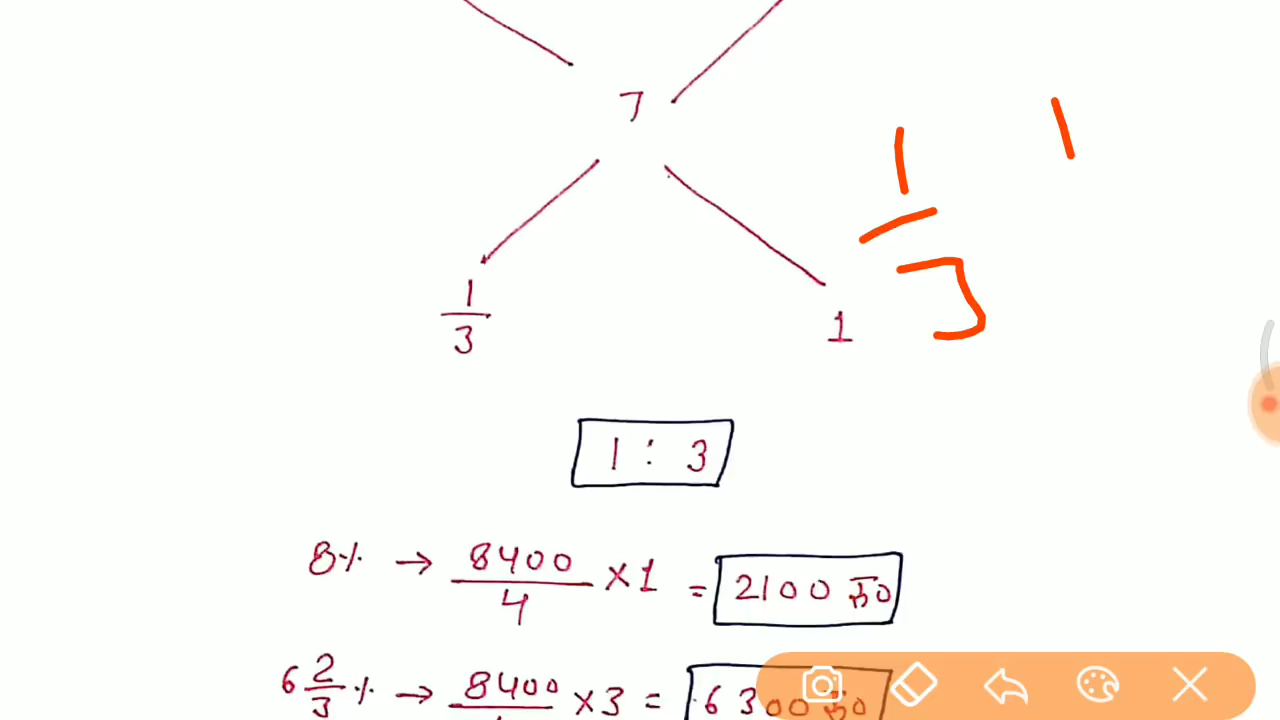 7
1/3 1
1/3 1
1 : 3
8% → 8400/4 × 1 = 2100 रु०
6 2/3 % → 8400/4 × 3 = 6300 रु०